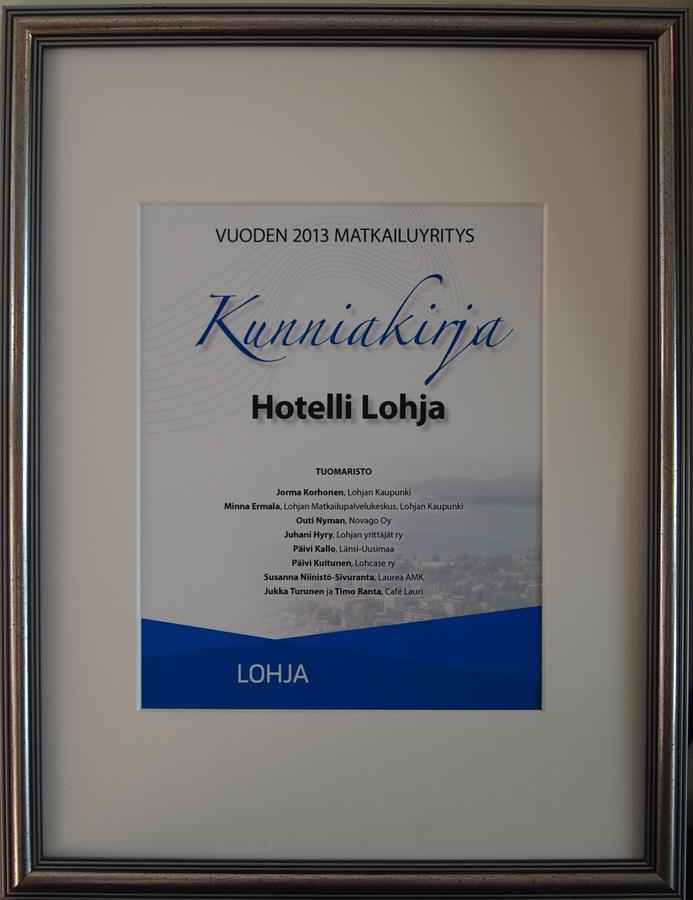 VUODEN 2013 MATKAILUYRITYS
Kunniakirja
Hotelli Lohja
TUOMARISTO
Jorma Korhonen, Lohjan Kaupunki
Minna Ermala, Lohjan Matkailupalvelukeskus, Lohjan Kaupunki
Outi Nyman, Novago Oy
Juhani Hyry, Lohjan yrittäjät ry
Päivi Kallo, Länsi-Uusimaa
Päivi Kuitunen, Lohcase ry
Susanna Niinistö-Sivuranta, Laurea AMK
Jukka Turunen ja Timo Ranta, Café Lauri
LOHJA